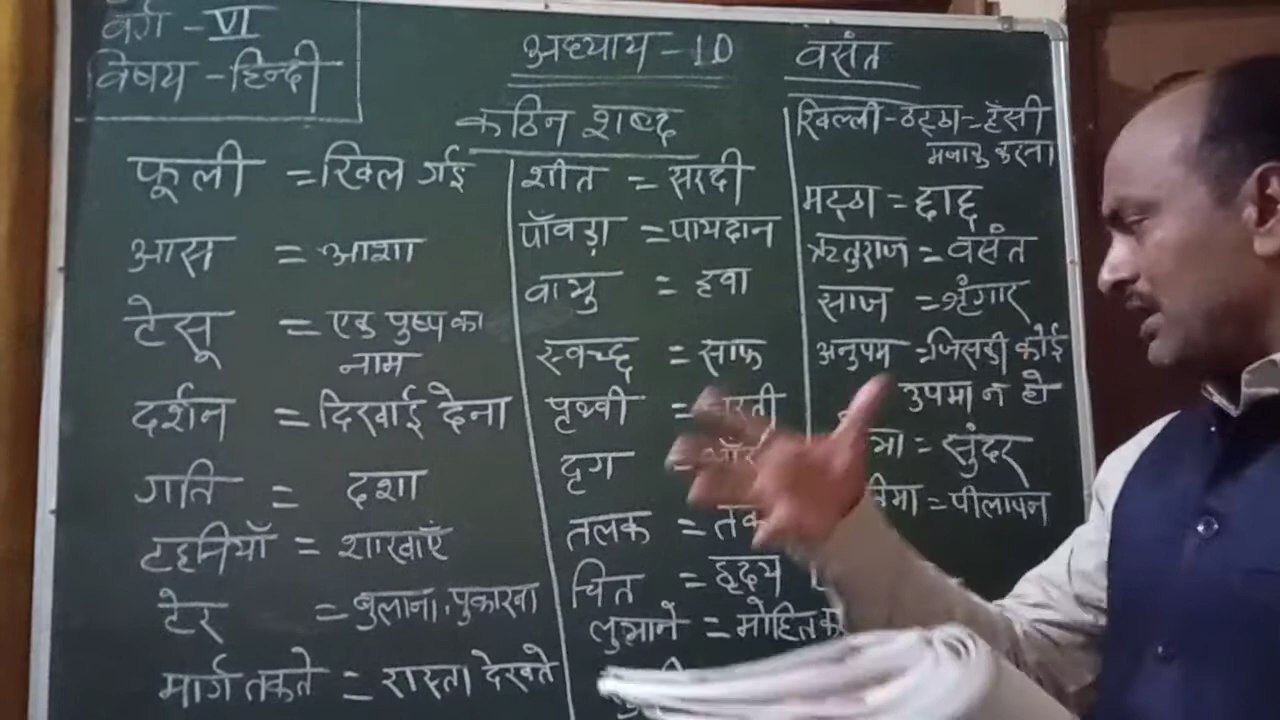 वर्ग - VI
विषय - हिन्दी
अध्याय - 10 वसंत
कठिन शब्द
फूली = खिल गई
आस = आशा
टेसू = एक पुष्प का
नाम
दर्शन = दिखाई देना
गति = दशा
टहनियाँ = शाखाएँ
टेर = बुलाना, पुकारना
मार्ग तकते = रास्ता देखते
शीत = सरदी
पाँवड़ा = पायदान
वायु = हवा
स्वच्छ = साफ
पृथ्वी =
दृग =
तलक =
चित = हृदय
लुभाने = मोहित
खिल्ली - ठट्ठा = हँसी
मजाक करना
मट्ठा = छाछ
ऋतुराज = वसंत
साज = श्रृंगार
अनुपम = जिसकी कोई
उपमा न हो
= सुंदर
= पीलापन